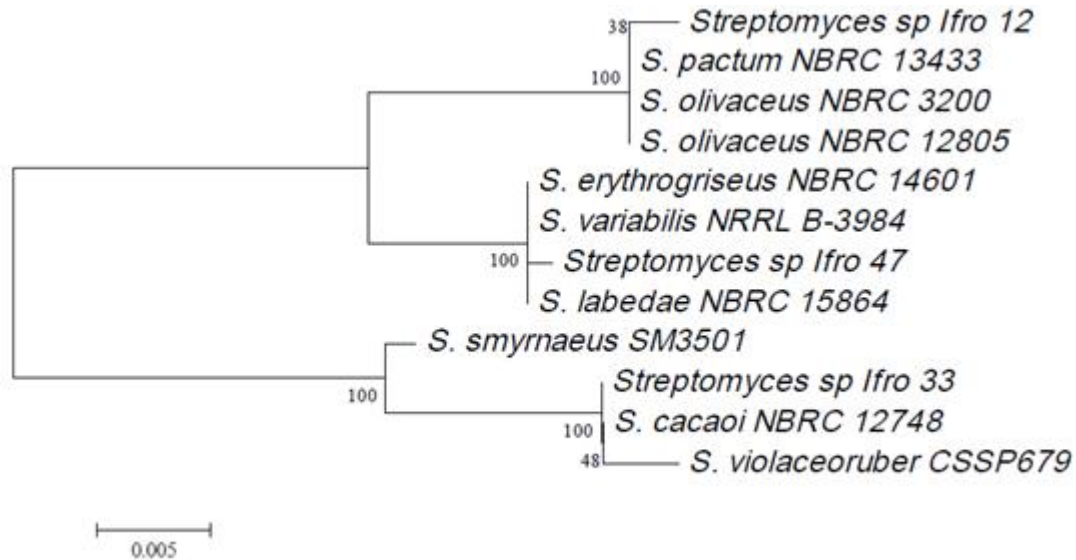 38 Streptomyces sp Ifro 12
S. pactum NBRC 13433
100
S. olivaceus NBRC 3200
S. olivaceus NBRC 12805
S. erythrogriseus NBRC 14601
S. variabilis NRRL B-3984
100 Streptomyces sp Ifro 47
S. labedae NBRC 15864
S. smyrnaeus SM3501
Streptomyces sp Ifro 33
100
S. cacaoi NBRC 12748
100
48 S. violaceoruber CSSP679
0.005